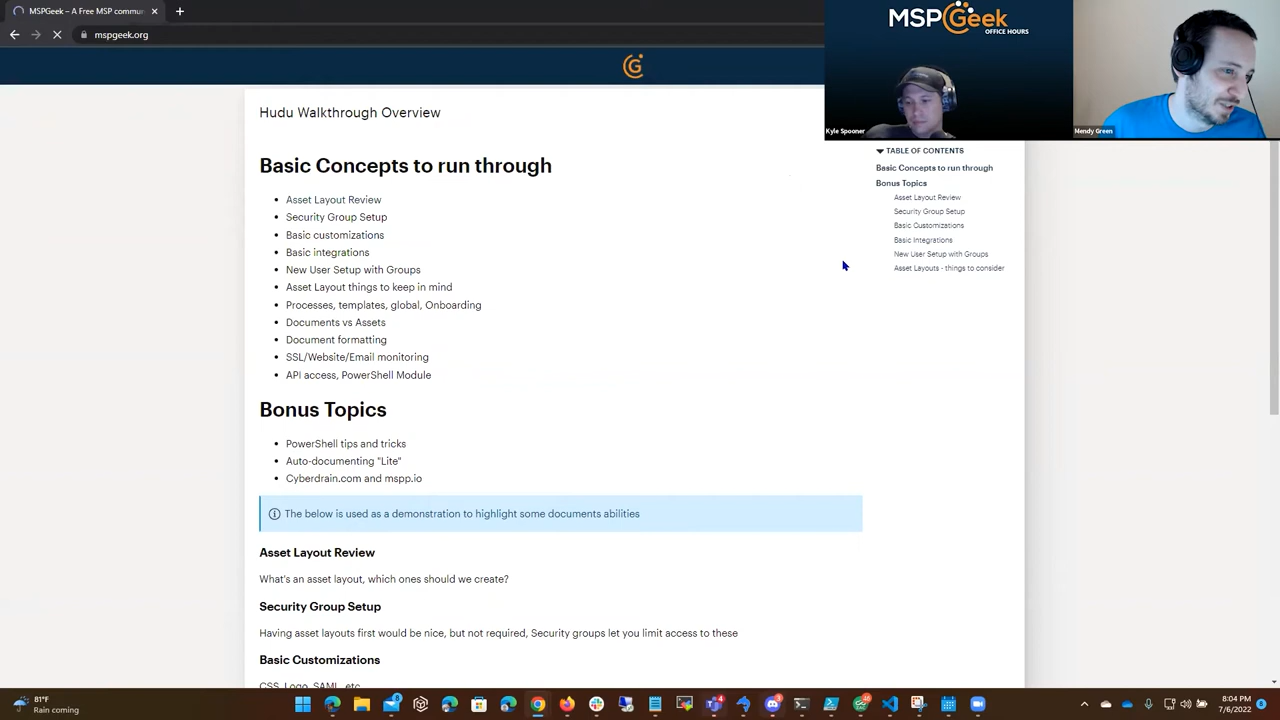 MSPGeek – A Free MSP commu
mspgeek.org
MSPGeek
OFFICE HOURS
Kyle Spooner
Mendy Green
Hudu Walkthrough Overview
Basic Concepts to run through
Asset Layout Review
Security Group Setup
Basic customizations
Basic integrations
New User Setup with Groups
Asset Layout things to keep in mind
Processes, templates, global, Onboarding
Documents vs Assets
Document formatting
SSL/Website/Email monitoring
API access, PowerShell Module
Bonus Topics
PowerShell tips and tricks
Auto-documenting "Lite"
Cyberdrain.com and mspp.io
The below is used as a demonstration to highlight some documents abilities
Asset Layout Review
What's an asset layout, which ones should we create?
Security Group Setup
Having asset layouts first would be nice, but not required, Security groups let you limit access to these
Basic Customizations
CSS, Logo, SAML, etc
TABLE OF CONTENTS
Basic Concepts to run through
Bonus Topics
Asset Layout Review
Security Group Setup
Basic Customizations
Basic Integrations
New User Setup with Groups
Asset Layouts - things to consider
81°F
Rain coming
8:04 PM
7/6/2022